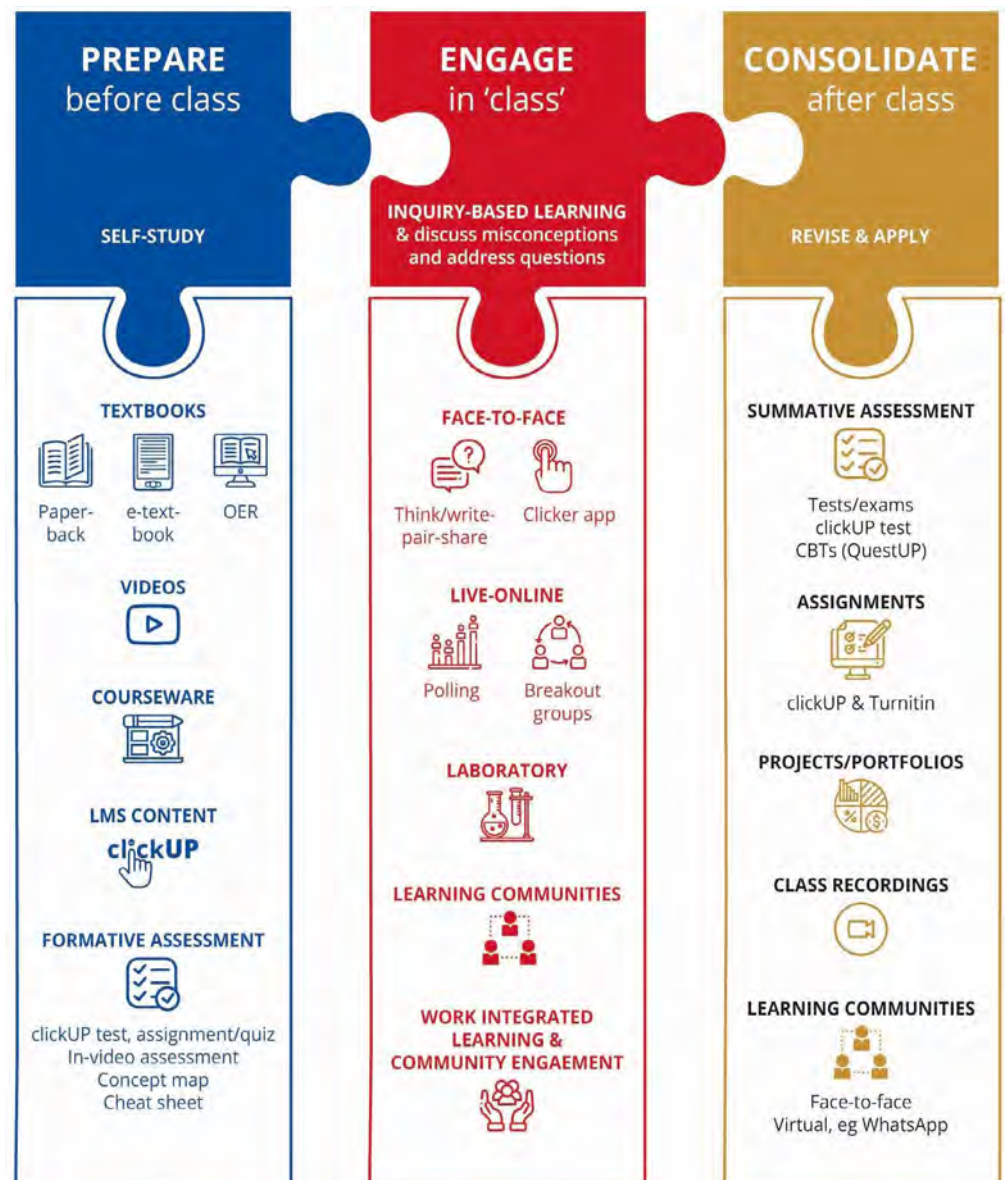 PREPARE
before class
SELF-STUDY
TEXTBOOKS
Paper-
back
e-text-
book
OER
VIDEOS
COURSEWARE
LMS CONTENT
clickUP
FORMATIVE ASSESSMENT
clickUP test, assignment/quiz
In-video assessment
Concept map
Cheat sheet
ENGAGE
in ‘class’
INQUIRY-BASED LEARNING
& discuss misconceptions
and address questions
FACE-TO-FACE
Think/write-
pair-share
Clicker app
LIVE-ONLINE
Polling
Breakout
groups
LABORATORY
LEARNING COMMUNITIES
WORK INTEGRATED
LEARNING &
COMMUNITY ENGAEMENT
CONSOLIDATE
after class
REVISE & APPLY
SUMMATIVE ASSESSMENT
Tests/exams
clickUP test
CBTs (QuestUP)
ASSIGNMENTS
clickUP & Turnitin
PROJECTS/PORTFOLIOS
CLASS RECORDINGS
LEARNING COMMUNITIES
Face-to-face
Virtual, eg WhatsApp